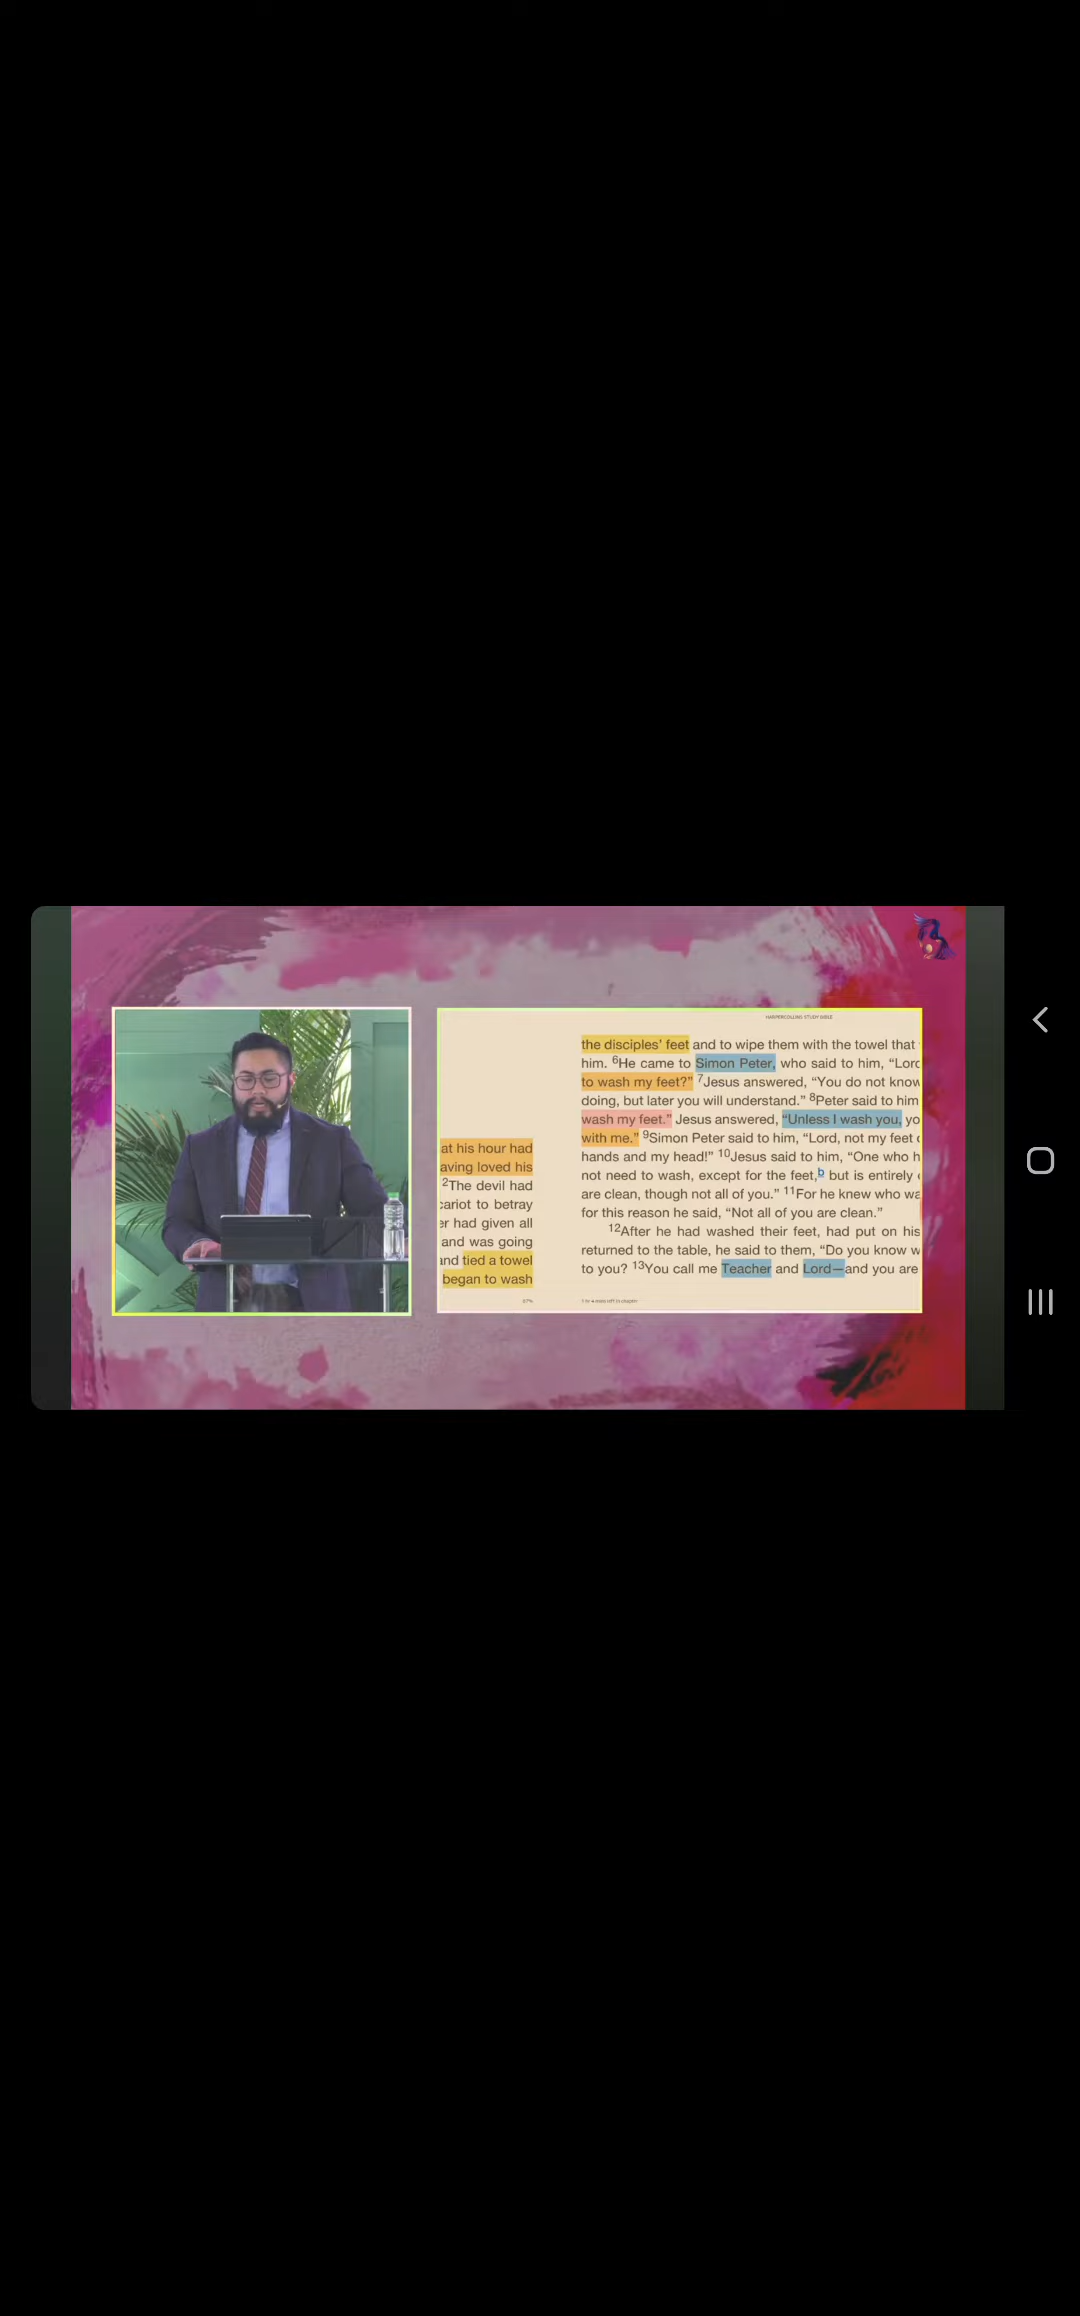 at his hour had
aving loved his
2The devil had
cariot to betray
er had given all
and was going
and tied a towel
began to wash
67%
HARPERCOLLINS STUDY BIBLE
the disciples’ feet and to wipe them with the towel that
him. 6He came to Simon Peter, who said to him, “Lord
to wash my feet?” 7Jesus answered, “You do not know
doing, but later you will understand.” 8Peter said to him
wash my feet.” Jesus answered, “Unless I wash you, yo
with me.” 9Simon Peter said to him, “Lord, not my feet
hands and my head!” 10Jesus said to him, “One who h
not need to wash, except for the feet,b but is entirely
are clean, though not all of you.” 11For he knew who wa
for this reason he said, “Not all of you are clean.”
12After he had washed their feet, had put on his
returned to the table, he said to them, “Do you know w
to you? 13You call me Teacher and Lord—and you are